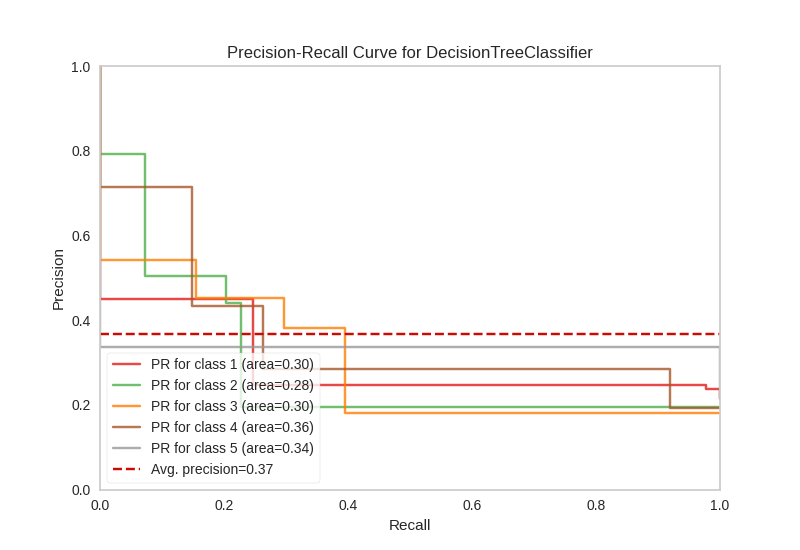 Precision-Recall Curve for DecisionTreeClassifier
1.0
0.8
0.6
0.4
0.2
0.0
Precision
PR for class 1 (area=0.30)
PR for class 2 (area=0.28)
PR for class 3 (area=0.30)
PR for class 4 (area=0.36)
PR for class 5 (area=0.34)
Avg. precision=0.37
0.0 0.2 0.4 0.6 0.8 1.0
Recall